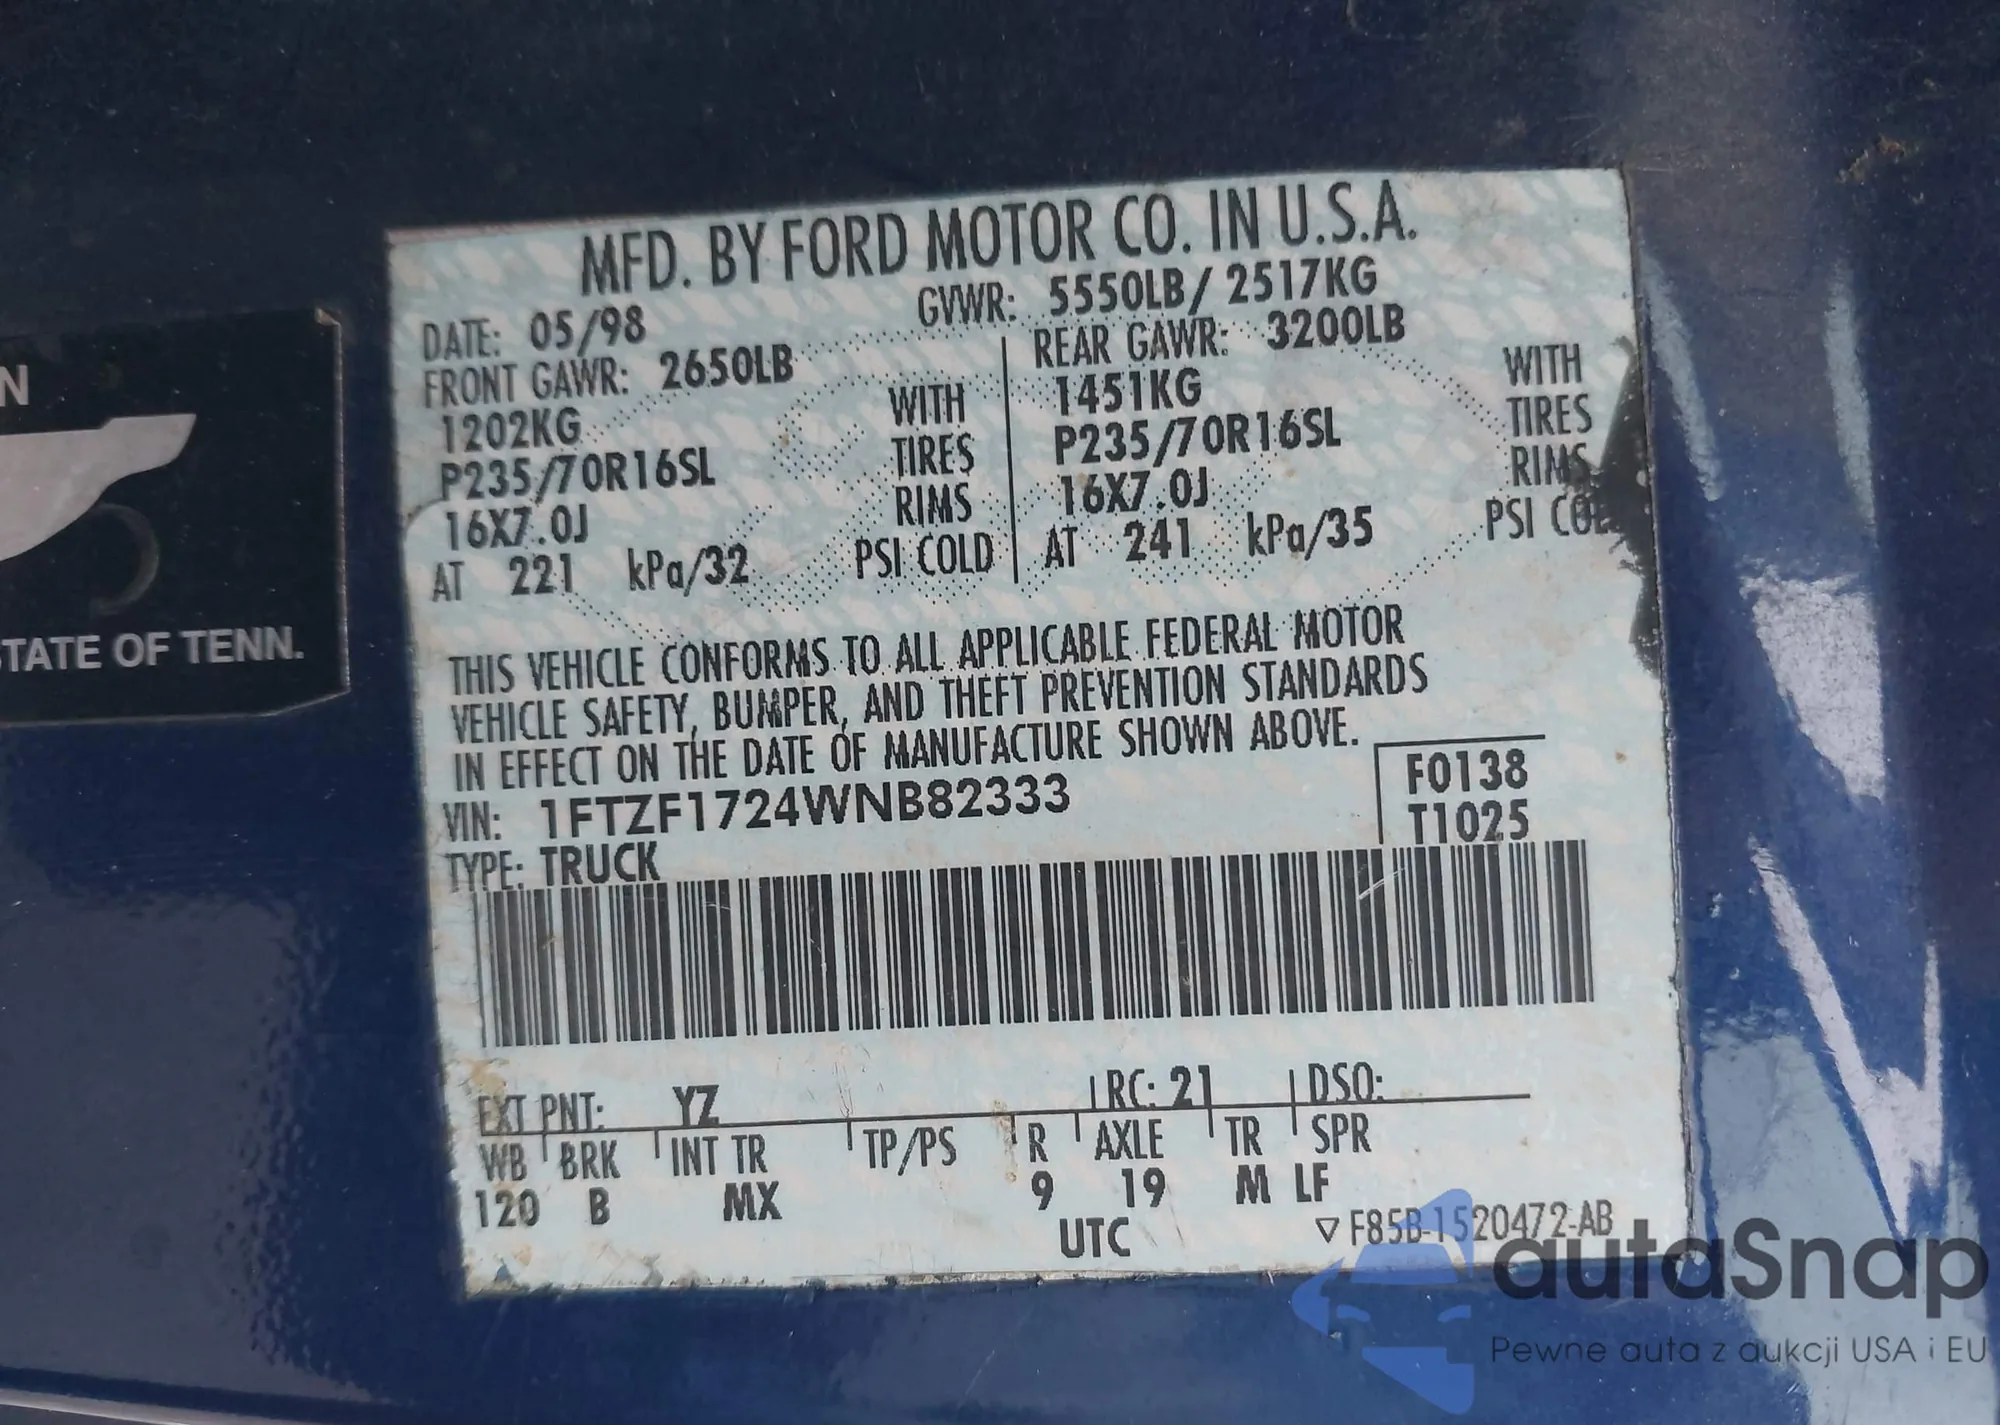 MFD. BY FORD MOTOR CO. IN U.S.A.
DATE: 05/98 GVWR: 5550LB/ 2517KG
FRONT GAWR: 2650LB REAR GAWR: 3200LB
1202KG WITH 1451KG WITH
P235/70R16SL TIRES P235/70R16SL TIRES
16X7.0J RIMS 16X7.0J RIMS
AT 221 kPa/32 PSI COLD AT 241 kPa/35 PSI COL
THIS VEHICLE CONFORMS TO ALL APPLICABLE FEDERAL MOTOR
VEHICLE SAFETY, BUMPER, AND THEFT PREVENTION STANDARDS
IN EFFECT ON THE DATE OF MANUFACTURE SHOWN ABOVE.
VIN: 1FTZF1724WNB82333 F0138
TYPE: TRUCK T1025
EXT PNT: YZ RC: 21 DSO:
WB BRK INT TR TP/PS R AXLE TR SPR
120 B MX 9 19 M LF
UTC ▽ F85B-1520472-AB
N
STATE OF TENN.
autaSnap
Pewne auta z aukcji USA i EU